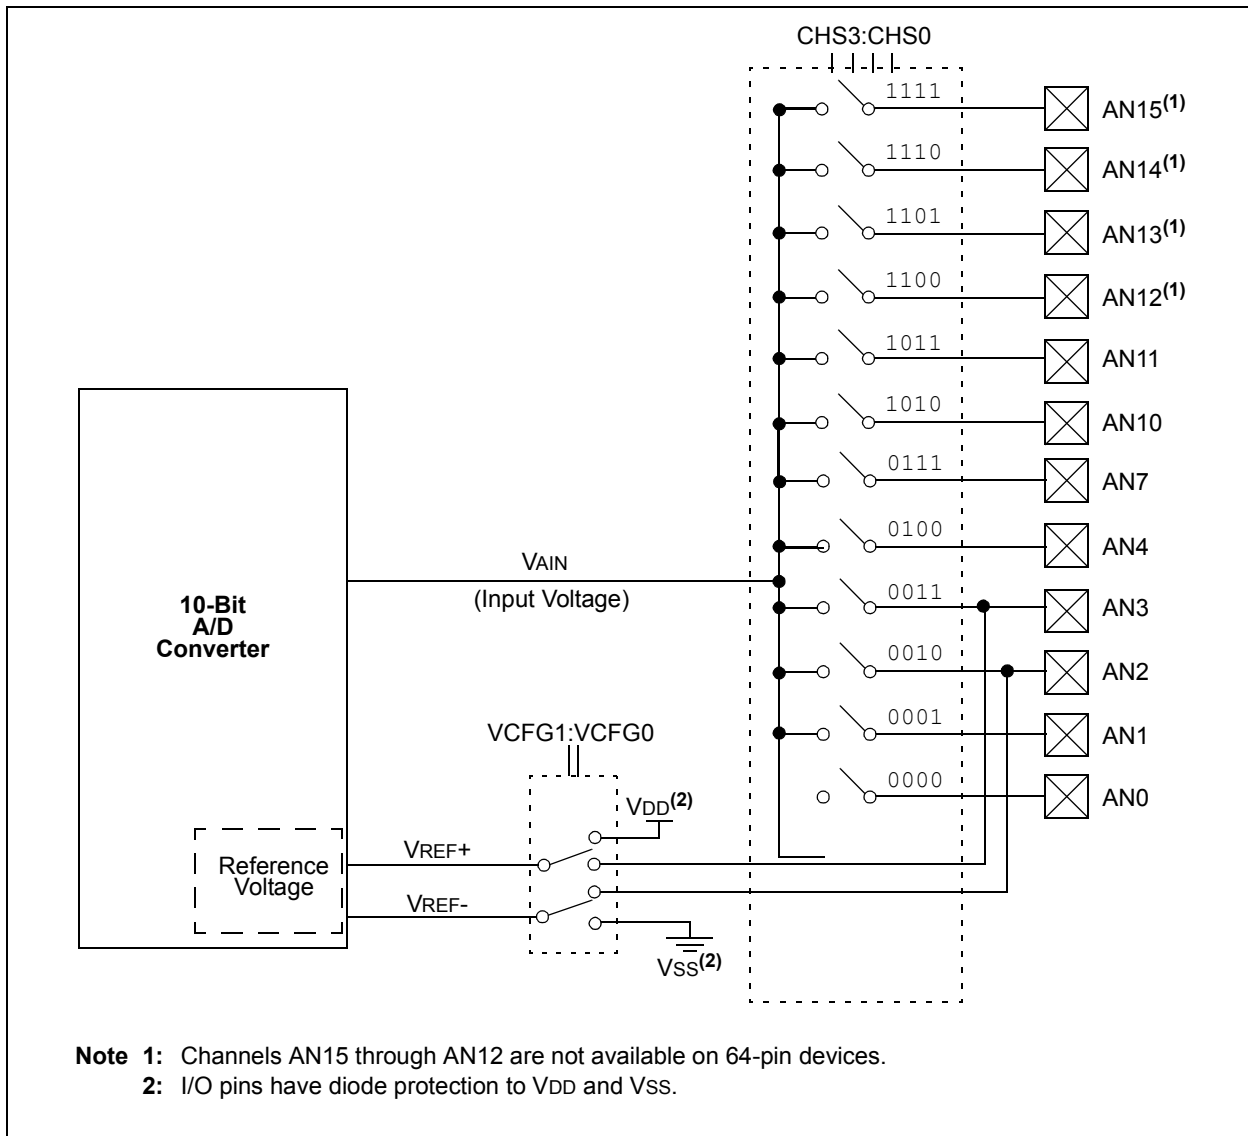 CHS3:CHS0
1111
AN15(1)
1110
AN14(1)
1101
AN13(1)
1100
AN12(1)
1011
AN11
1010
AN10
0111
AN7
0100
AN4
VAIN
(Input Voltage)
0011
AN3
10-Bit
A/D
Converter
0010
AN2
0001
AN1
VCFG1:VCFG0
0000
AN0
VDD(2)
Reference
Voltage
VREF+
VREF-
VSS(2)
Note 1: Channels AN15 through AN12 are not available on 64-pin devices.
2: I/O pins have diode protection to VDD and VSS.